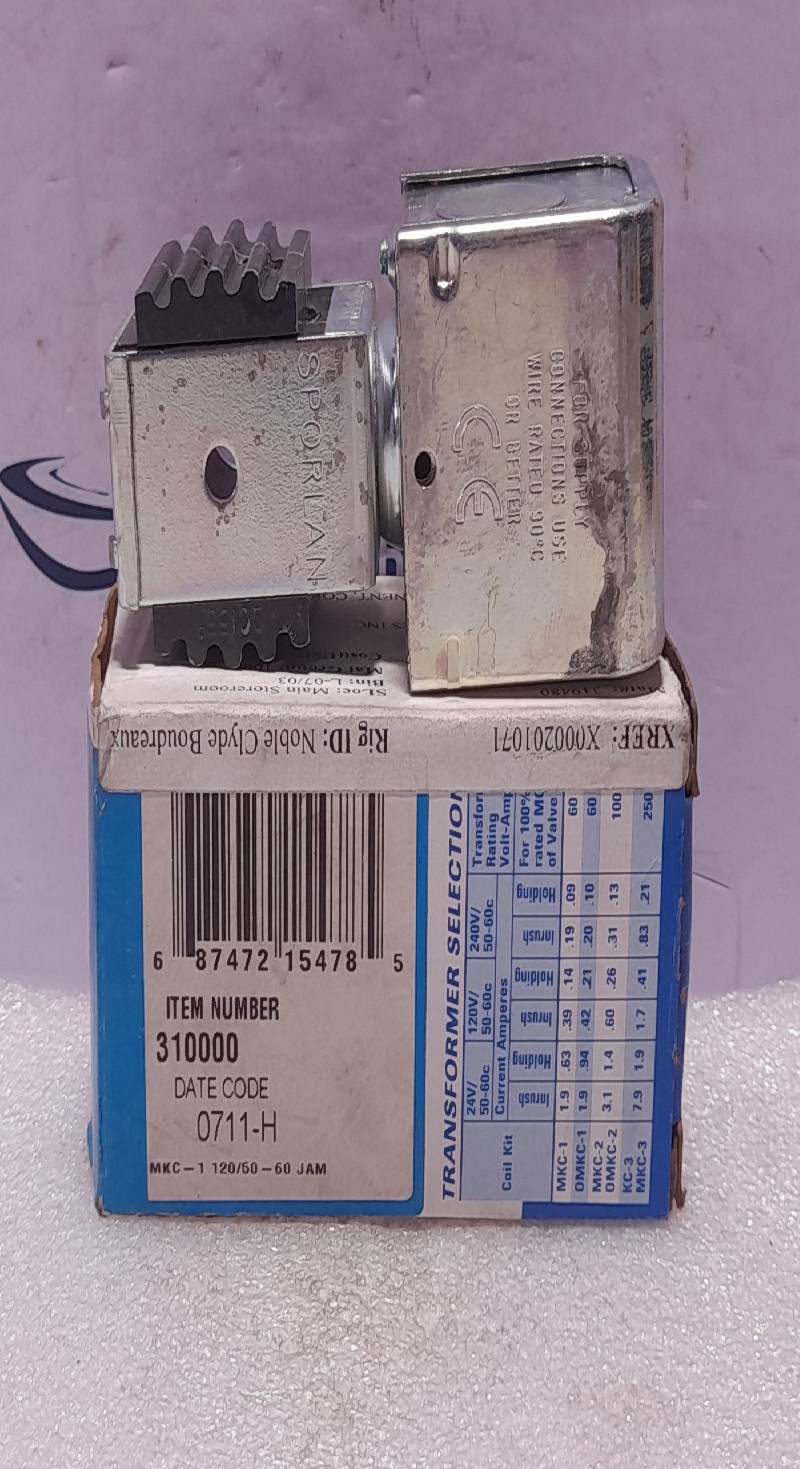 SPORLAN
FOR SUPPLY
CONNECTIONS USE
WIRE RATED 90°C
OR BETTER
CE
SLoc: Main Storeroom
Bin: L-07/03
Rig ID: Noble Clyde Boudreaux
XREF: X000201071
6 87472 15478 5
ITEM NUMBER
310000
DATE CODE
0711-H
MKC-1 120/50-60 JAM
TRANSFORMER SELECTION
Coil Kit
Current Amperes
24V/
50-60c
120V/
50-60c
240V/
50-60c
Transfor
Rating
Volt-Amp
For 100%
rated MO
of Valve
Inrush Holding Inrush Holding Inrush Holding
MKC-1 1.9 .63 .39 .14 .19 .09 60
OMKC-1 1.9 .94 .42 .21 .20 .10 60
MKC-2
OMKC-2 3.1 1.4 .60 .26 .31 .13 100
KC-3
MKC-3 7.9 1.9 1.7 .41 .83 .21 250